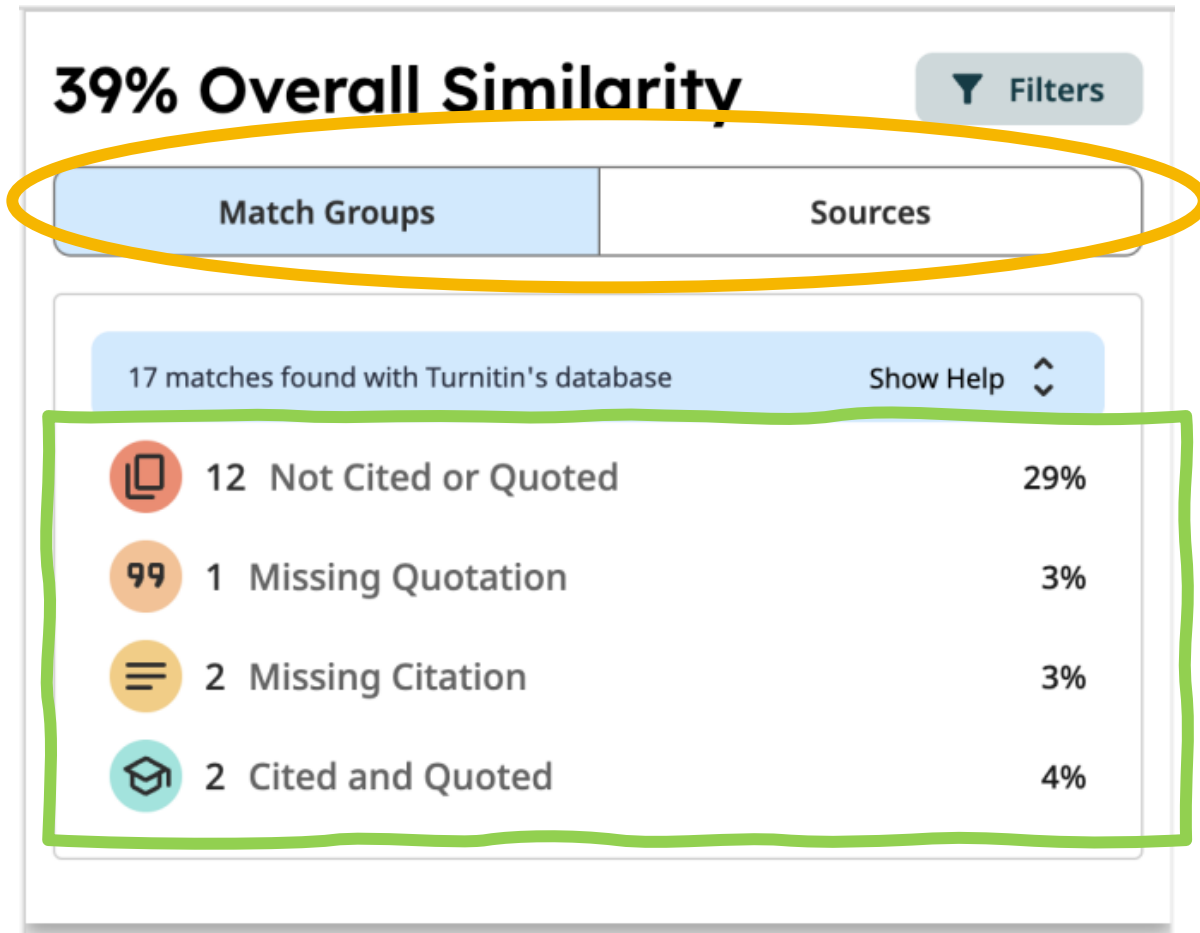 39% Overall Similarity
Filters
Match Groups
Sources
17 matches found with Turnitin's database
Show Help
12 Not Cited or Quoted 29%
99 1 Missing Quotation 3%
2 Missing Citation 3%
2 Cited and Quoted 4%